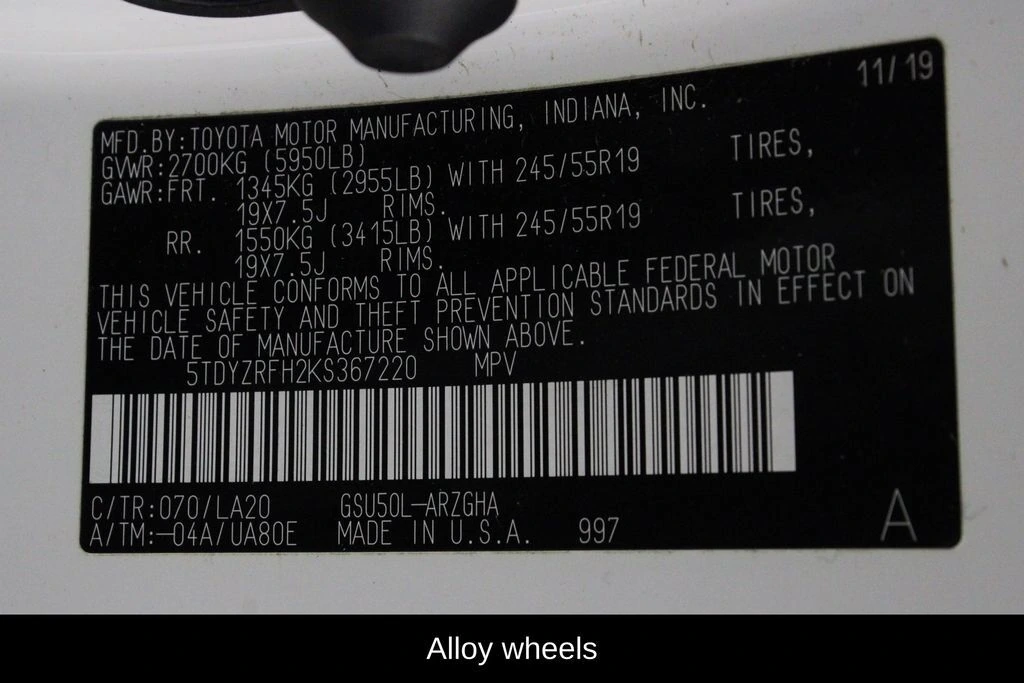 11/19
MFD.BY:TOYOTA MOTOR MANUFACTURING, INDIANA, INC.
GVWR:2700KG (5950LB)
GAWR:FRT. 1345KG (2955LB) WITH 245/55R19 TIRES,
19X7.5J RIMS.
RR. 1550KG (3415LB) WITH 245/55R19 TIRES,
19X7.5J RIMS.
THIS VEHICLE CONFORMS TO ALL APPLICABLE FEDERAL MOTOR
VEHICLE SAFETY AND THEFT PREVENTION STANDARDS IN EFFECT ON
THE DATE OF MANUFACTURE SHOWN ABOVE.
5TDYZRFH2KS367220 MPV
C/TR:070/LA20 GSU50L-ARZGHA
A/TM:-04A/UA80E MADE IN U.S.A. 997 A
Alloy wheels